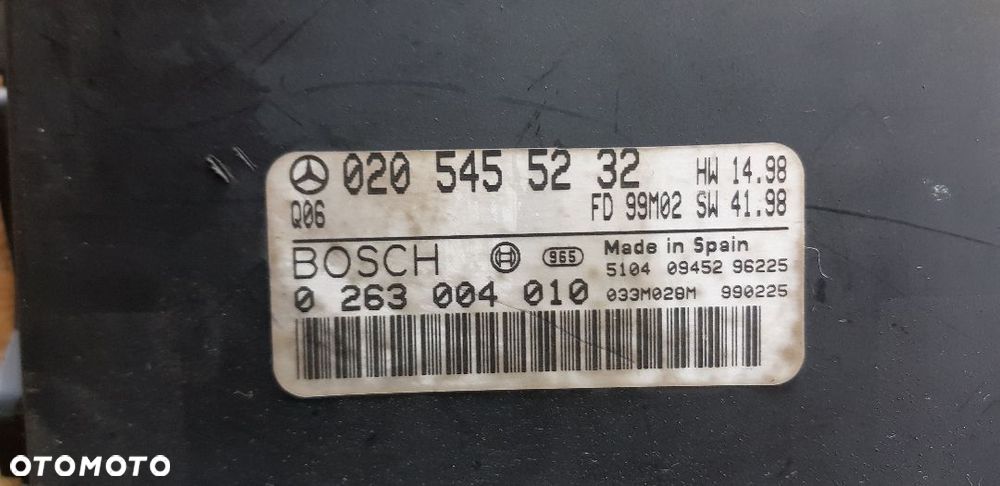 020 545 52 32 HW 14.98
Q06 FD 99M02 SW 41.98
BOSCH 965 Made in Spain
5104 09452 96225
0 263 004 010 033M028M 990225
OTOMOTO